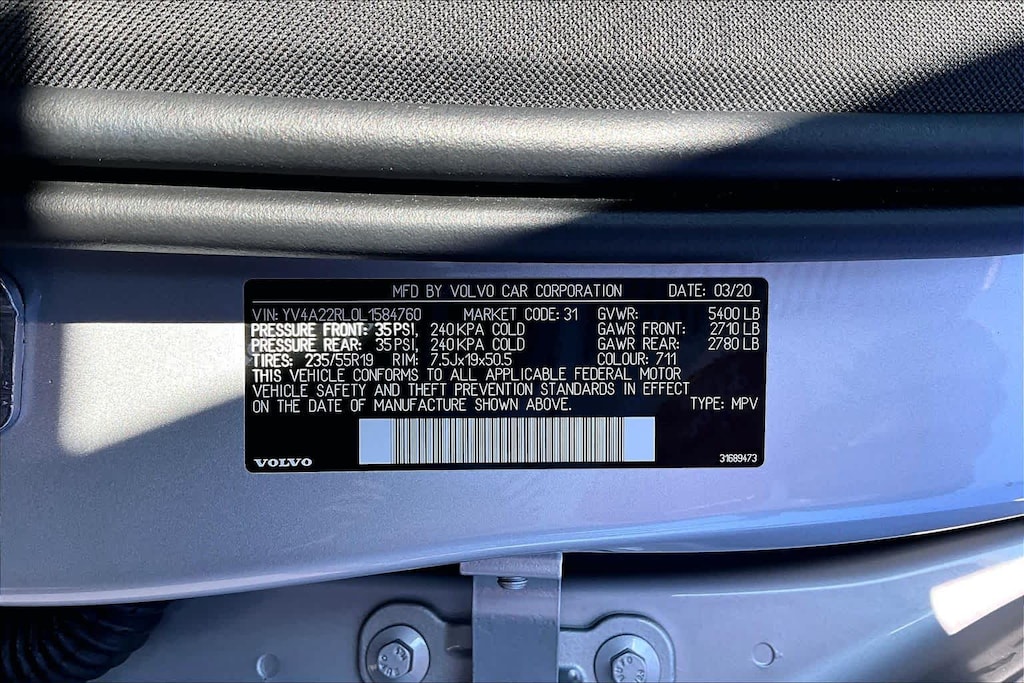 MFD BY VOLVO CAR CORPORATION DATE: 03/20
VIN: YV4A22RL0L1584760 MARKET CODE: 31 GVWR: 5400 LB
PRESSURE FRONT: 35 PSI, 240 KPA COLD GAWR FRONT: 2710 LB
PRESSURE REAR: 35 PSI, 240 KPA COLD GAWR REAR: 2780 LB
TIRES: 235/55R19 RIM: 7.5Jx19x50.5 COLOUR: 711
THIS VEHICLE CONFORMS TO ALL APPLICABLE FEDERAL MOTOR
VEHICLE SAFETY AND THEFT PREVENTION STANDARDS IN EFFECT
ON THE DATE OF MANUFACTURE SHOWN ABOVE. TYPE: MPV
VOLVO 31689473